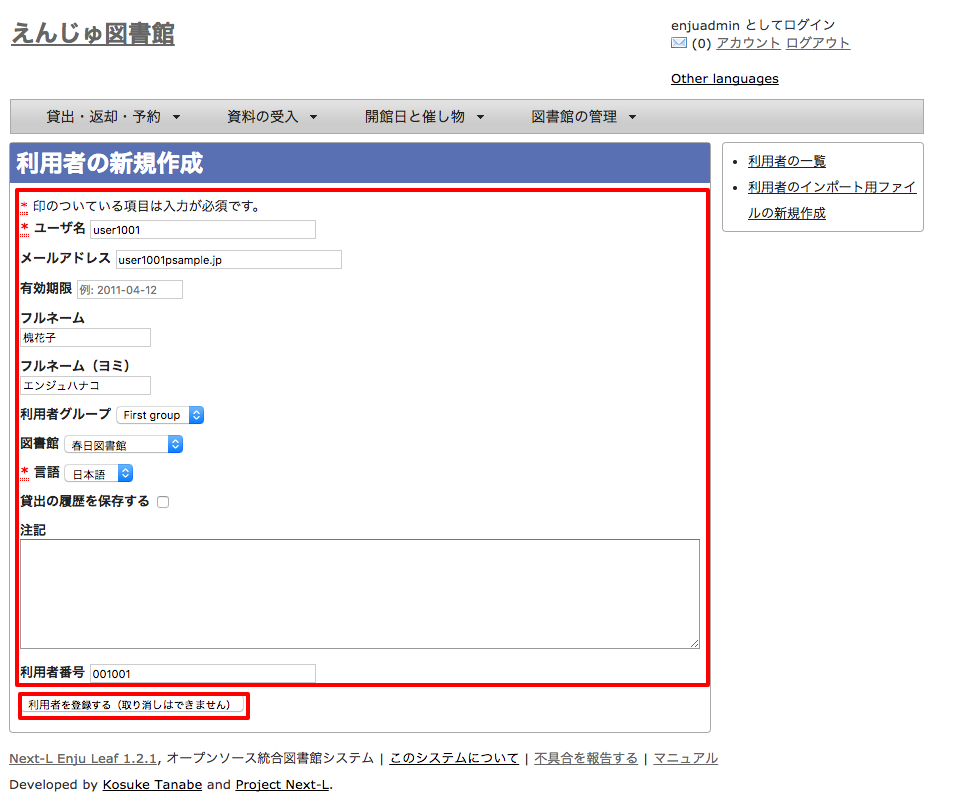 えんじゅ図書館
enjuadmin としてログイン
(0) アカウント ログアウト
Other languages
貸出・返却・予約 資料の受入 開館日と催し物 図書館の管理
利用者の新規作成
* 印のついている項目は入力が必須です。
* ユーザ名 user1001
メールアドレス user1001psample.jp
有効期限 例: 2011-04-12
フルネーム
槐花子
フルネーム（ヨミ）
エンジュハナコ
利用者グループ First group
図書館 春日図書館
* 言語 日本語
貸出の履歴を保存する
注記
利用者番号 001001
利用者を登録する（取り消しはできません）
• 利用者の一覧
• 利用者のインポート用ファイ
ルの新規作成
Next-L Enju Leaf 1.2.1, オープンソース統合図書館システム | このシステムについて | 不具合を報告する | マニュアル
Developed by Kosuke Tanabe and Project Next-L.